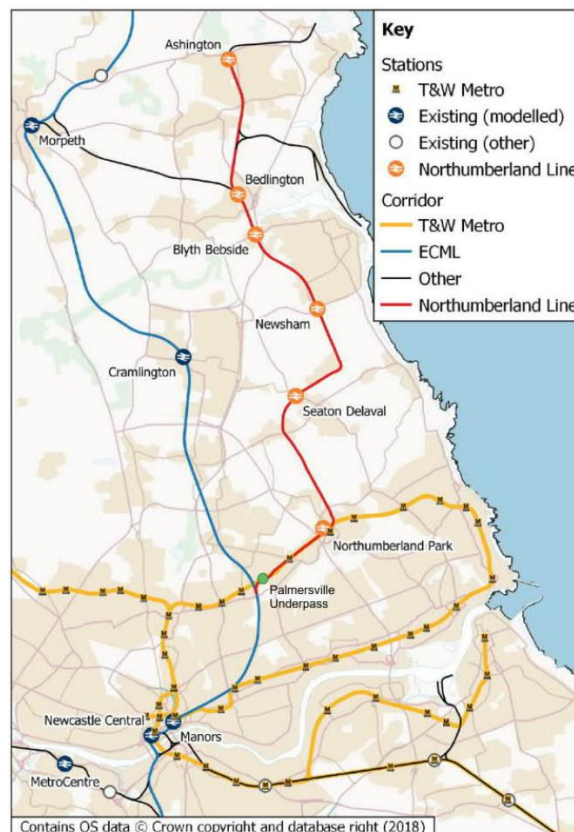 Key
Stations
T&W Metro
Existing (modelled)
Existing (other)
Northumberland Line
Corridor
T&W Metro
ECML
Other
Northumberland Line
Ashington
Morpeth
Bedlington
Blyth Bebside
Newsham
Cramlington
Seaton Delaval
Northumberland Park
Palmersville
Underpass
Newcastle Central
Manors
MetroCentre
Contains OS data © Crown copyright and database right (2018)